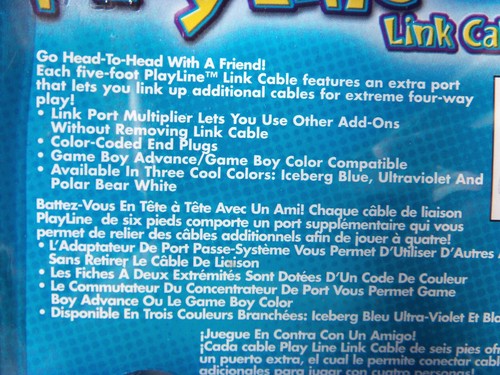 PlayLine
Link Ca
Go Head-To-Head With A Friend!
Each five-foot PlayLine™ Link Cable features an extra port
that lets you link up additional cables for extreme four-way
play!
• Link Port Multiplier Lets You Use Other Add-Ons
Without Removing Link Cable
• Color-Coded End Plugs
• Game Boy Advance/Game Boy Color Compatible
• Available In Three Cool Colors: Iceberg Blue, Ultraviolet And
Polar Bear White
Battez-Vous En Tête à Tête Avec Un Ami! Chaque câble de liaison
PlayLine de six pieds comporte un port supplémentaire qui vous
permet de relier des câbles additionnels afin de jouer à quatre!
• L'Adaptateur De Port Passe-Système Vous Permet D'Utiliser D'Autres
Sans Retirer Le Câble De Liaison
• Les Fiches À Deux Extrémités Sont Dotées D'Un Code De Couleur
• Le Commutateur Du Concentrateur De Port Vous Permet Game
Boy Advance Ou Le Game Boy Color
• Disponible En Trois Couleurs Branchées: Iceberg Bleu Ultra-Violet Et Bla
¡Juegue En Contra Con Un Amigo!
¡Cada cable Play Line Link Cable de seis pies ofr
un puerto extra, el cual le permite conectar cabl
adicionales para jugar con cuatro personas!